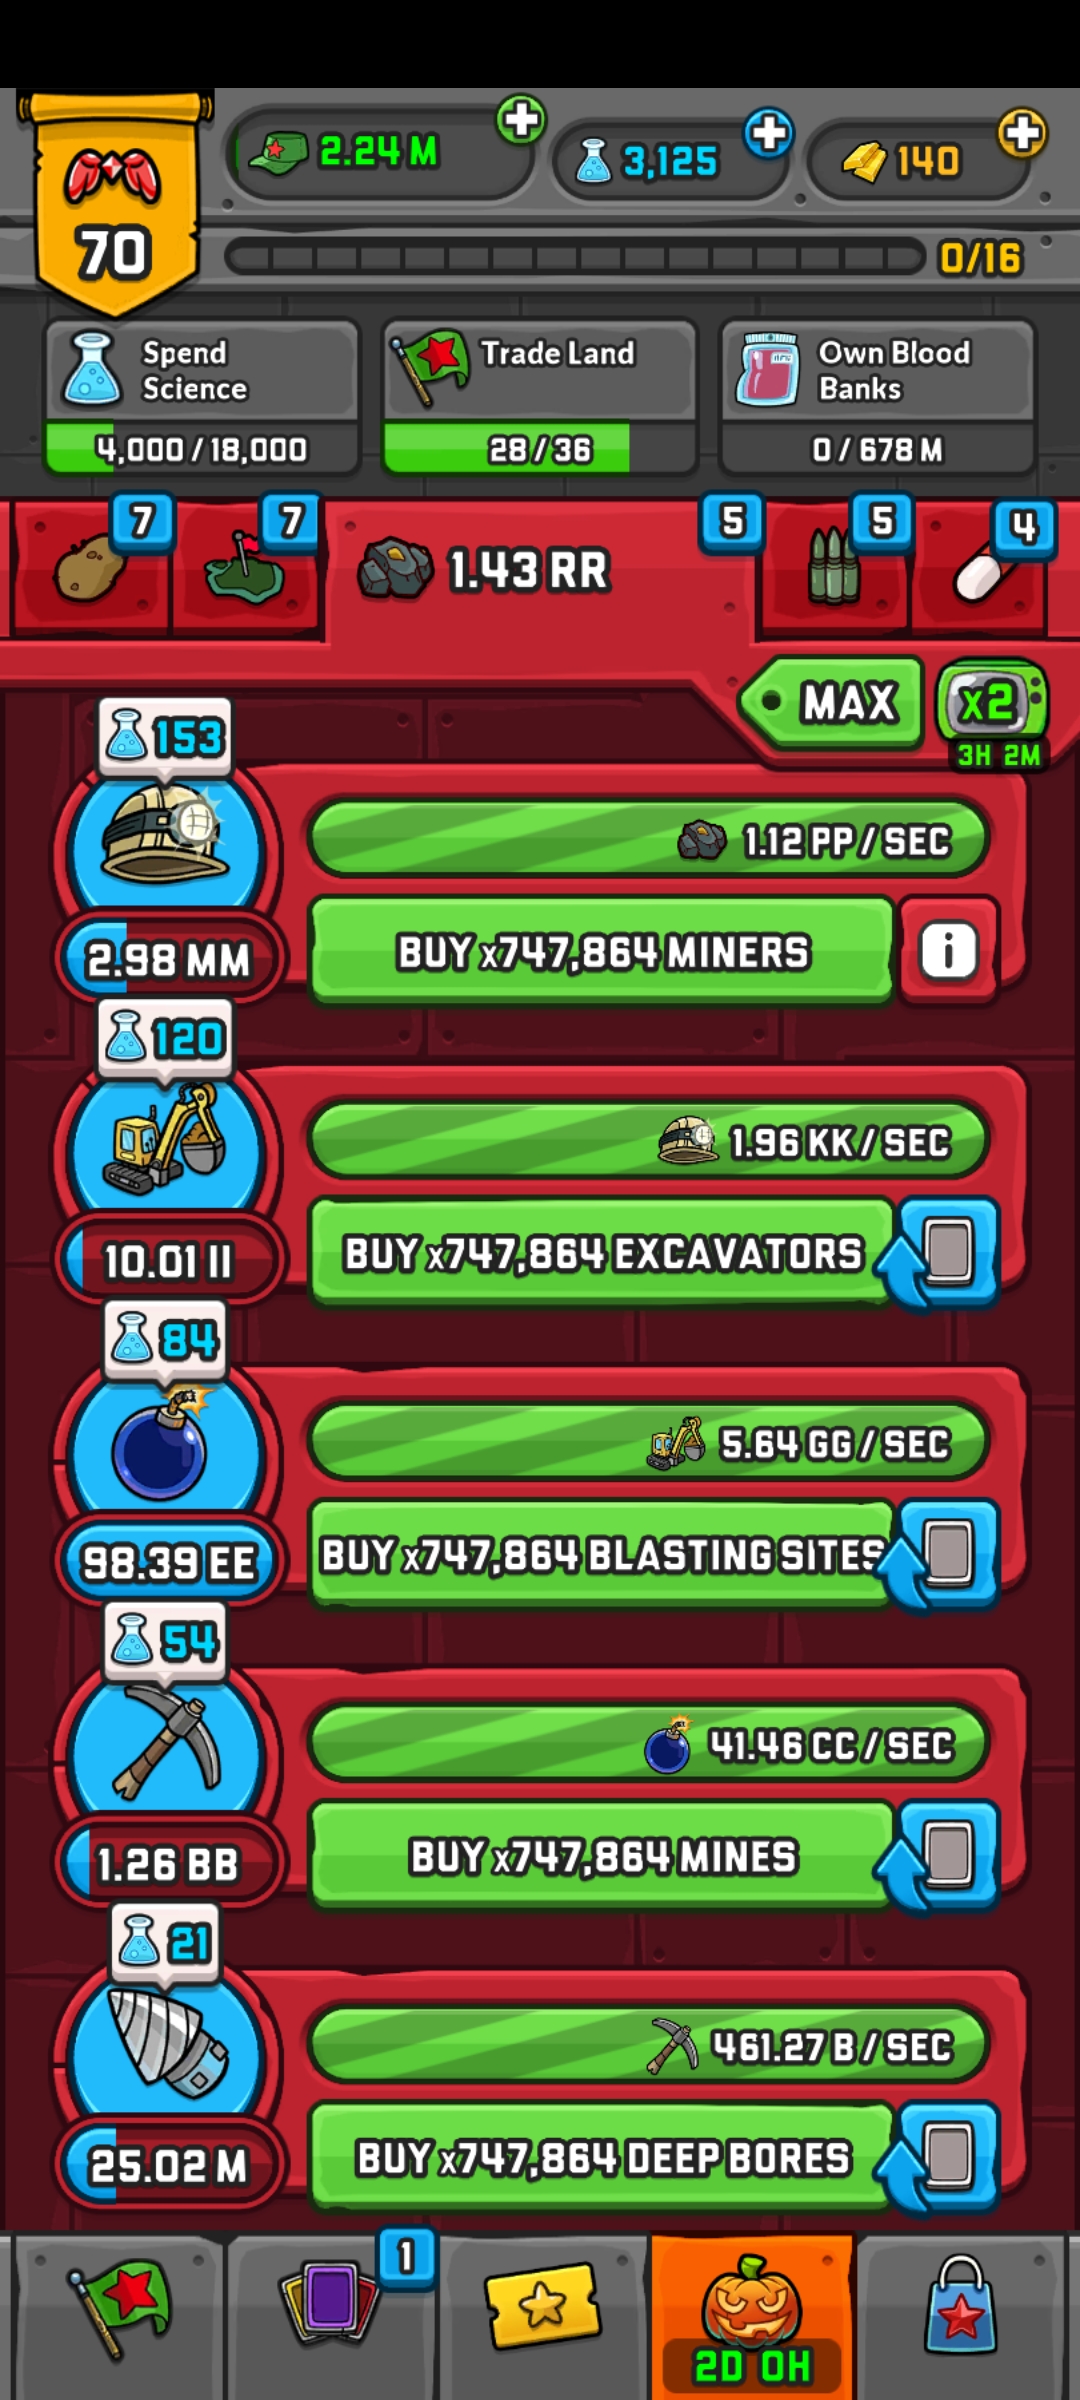 70
2.24 M
3,125
140
0/16
Spend
Science
4,000/18,000
Trade Land
28/36
Own Blood
Banks
0/678 M
7
7
1.43 RR
5
5
4
MAX
x2
3H 2M
153
1.12 PP/SEC
2.98 MM
BUY x747,864 MINERS
i
120
1.96 KK/SEC
10.01 II
BUY x747,864 EXCAVATORS
84
5.64 GG/SEC
98.39 EE
BUY x747,864 BLASTING SITES
54
41.46 CC/SEC
1.26 BB
BUY x747,864 MINES
21
461.27 B/SEC
25.02 M
BUY x747,864 DEEP BORES
1
2D 0H